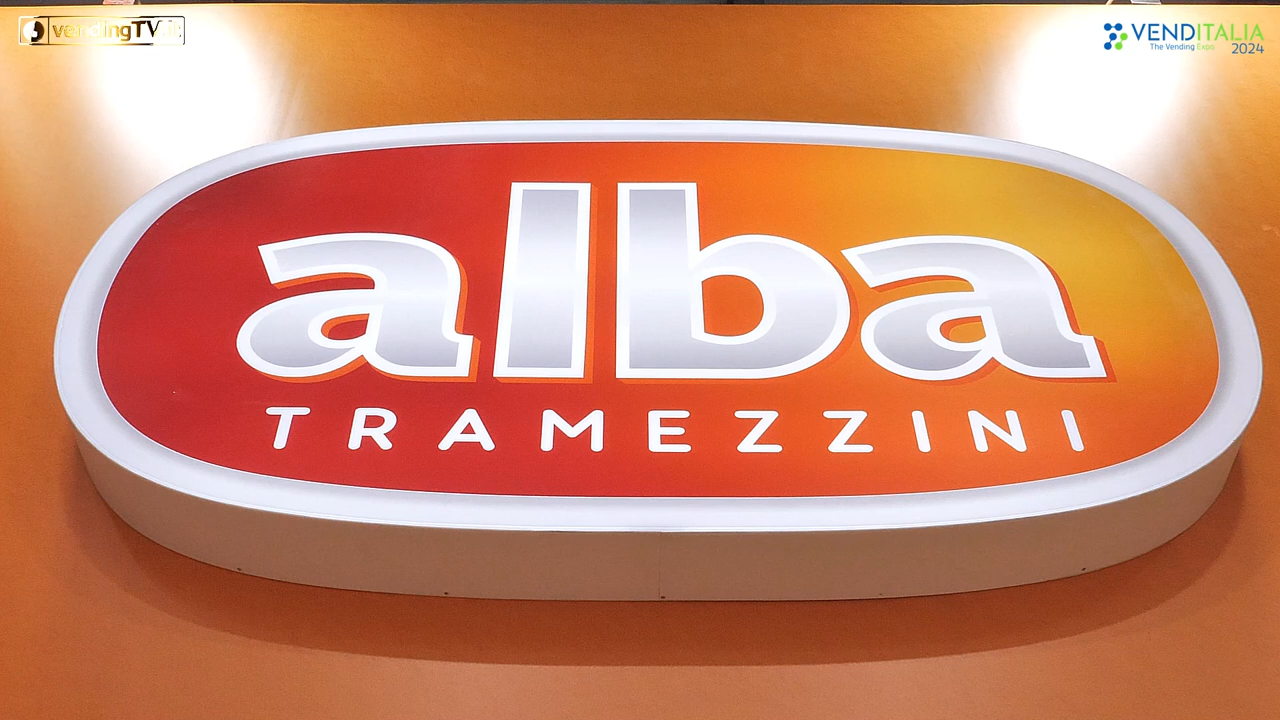 vendingTV.it
VENDITALIA
The Vending Expo
2024
alba
TRAMEZZINI